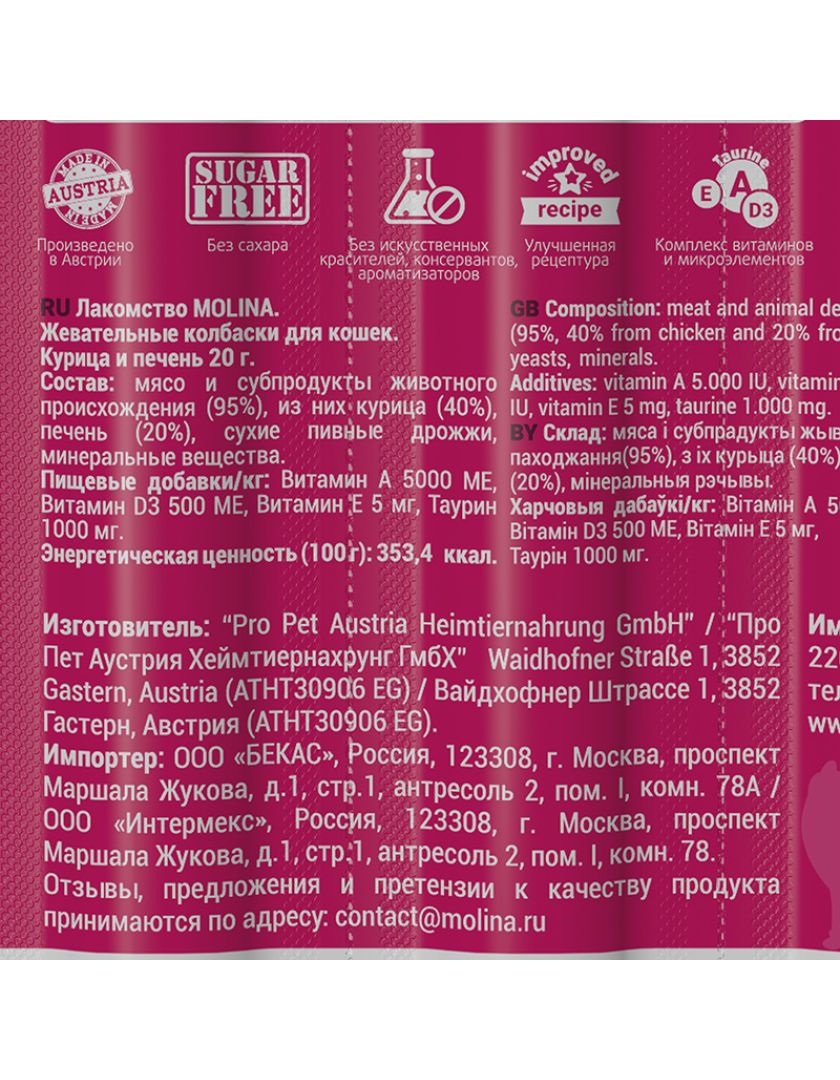 MADE IN
AUSTRIA
MADE IN
Произведено
в Австрии
SUGAR
FREE
Без сахара
Без искусственных
красителей, консервантов,
ароматизаторов
improved
recipe
Улучшенная
рецептура
Taurine
E A D3
Комплекс витаминов
и микроэлементов
RU Лакомство MOLINA.
Жевательные колбаски для кошек.
Курица и печень 20 г.
Состав: мясо и субпродукты животного
происхождения (95%), из них курица (40%),
печень (20%), сухие пивные дрожжи,
минеральные вещества.
Пищевые добавки/кг: Витамин А 5000 МЕ,
Витамин D3 500 МЕ, Витамин Е 5 мг, Таурин
1000 мг.
Энергетическая ценность (100 г): 353,4 ккал.
GB Composition: meat and animal
(95%, 40% from chicken and 20%
yeasts, minerals.
Additives: vitamin A 5.000 IU,
IU, vitamin E 5 mg, taurine 1.000 mg.
BY Склад: мяса і субпрадукты
паходжання(95%), з іх курыца (40%)
(20%), мінеральныя рэчывы.
Харчовыя дабаўкі/кг: Вітамін А
Вітамін D3 500 МЕ, Вітамін Е 5 мг,
Таурін 1000 мг.
Изготовитель: “Pro Pet Austria Heimtiernahrung GmbH” / “Про
Пет Аустрия Хеймтиернахрунг ГмбХ” Waidhofner Straße 1, 3852
Gastern, Austria (ATHT30906 EG) / Вайдхофнер Штрассе 1, 3852
Гастерн, Австрия (ATHT30906 EG).
Импортер: ООО «БЕКАС», Россия, 123308, г. Москва, проспект
Маршала Жукова, д.1, стр.1, антресоль 2, пом. I, комн. 78А /
ООО «Интермекс», Россия, 123308, г. Москва, проспект
Маршала Жукова, д.1, стр.1, антресоль 2, пом. I, комн. 78.
Отзывы, предложения и претензии к качеству продукта
принимаются по адресу: contact@molina.ru